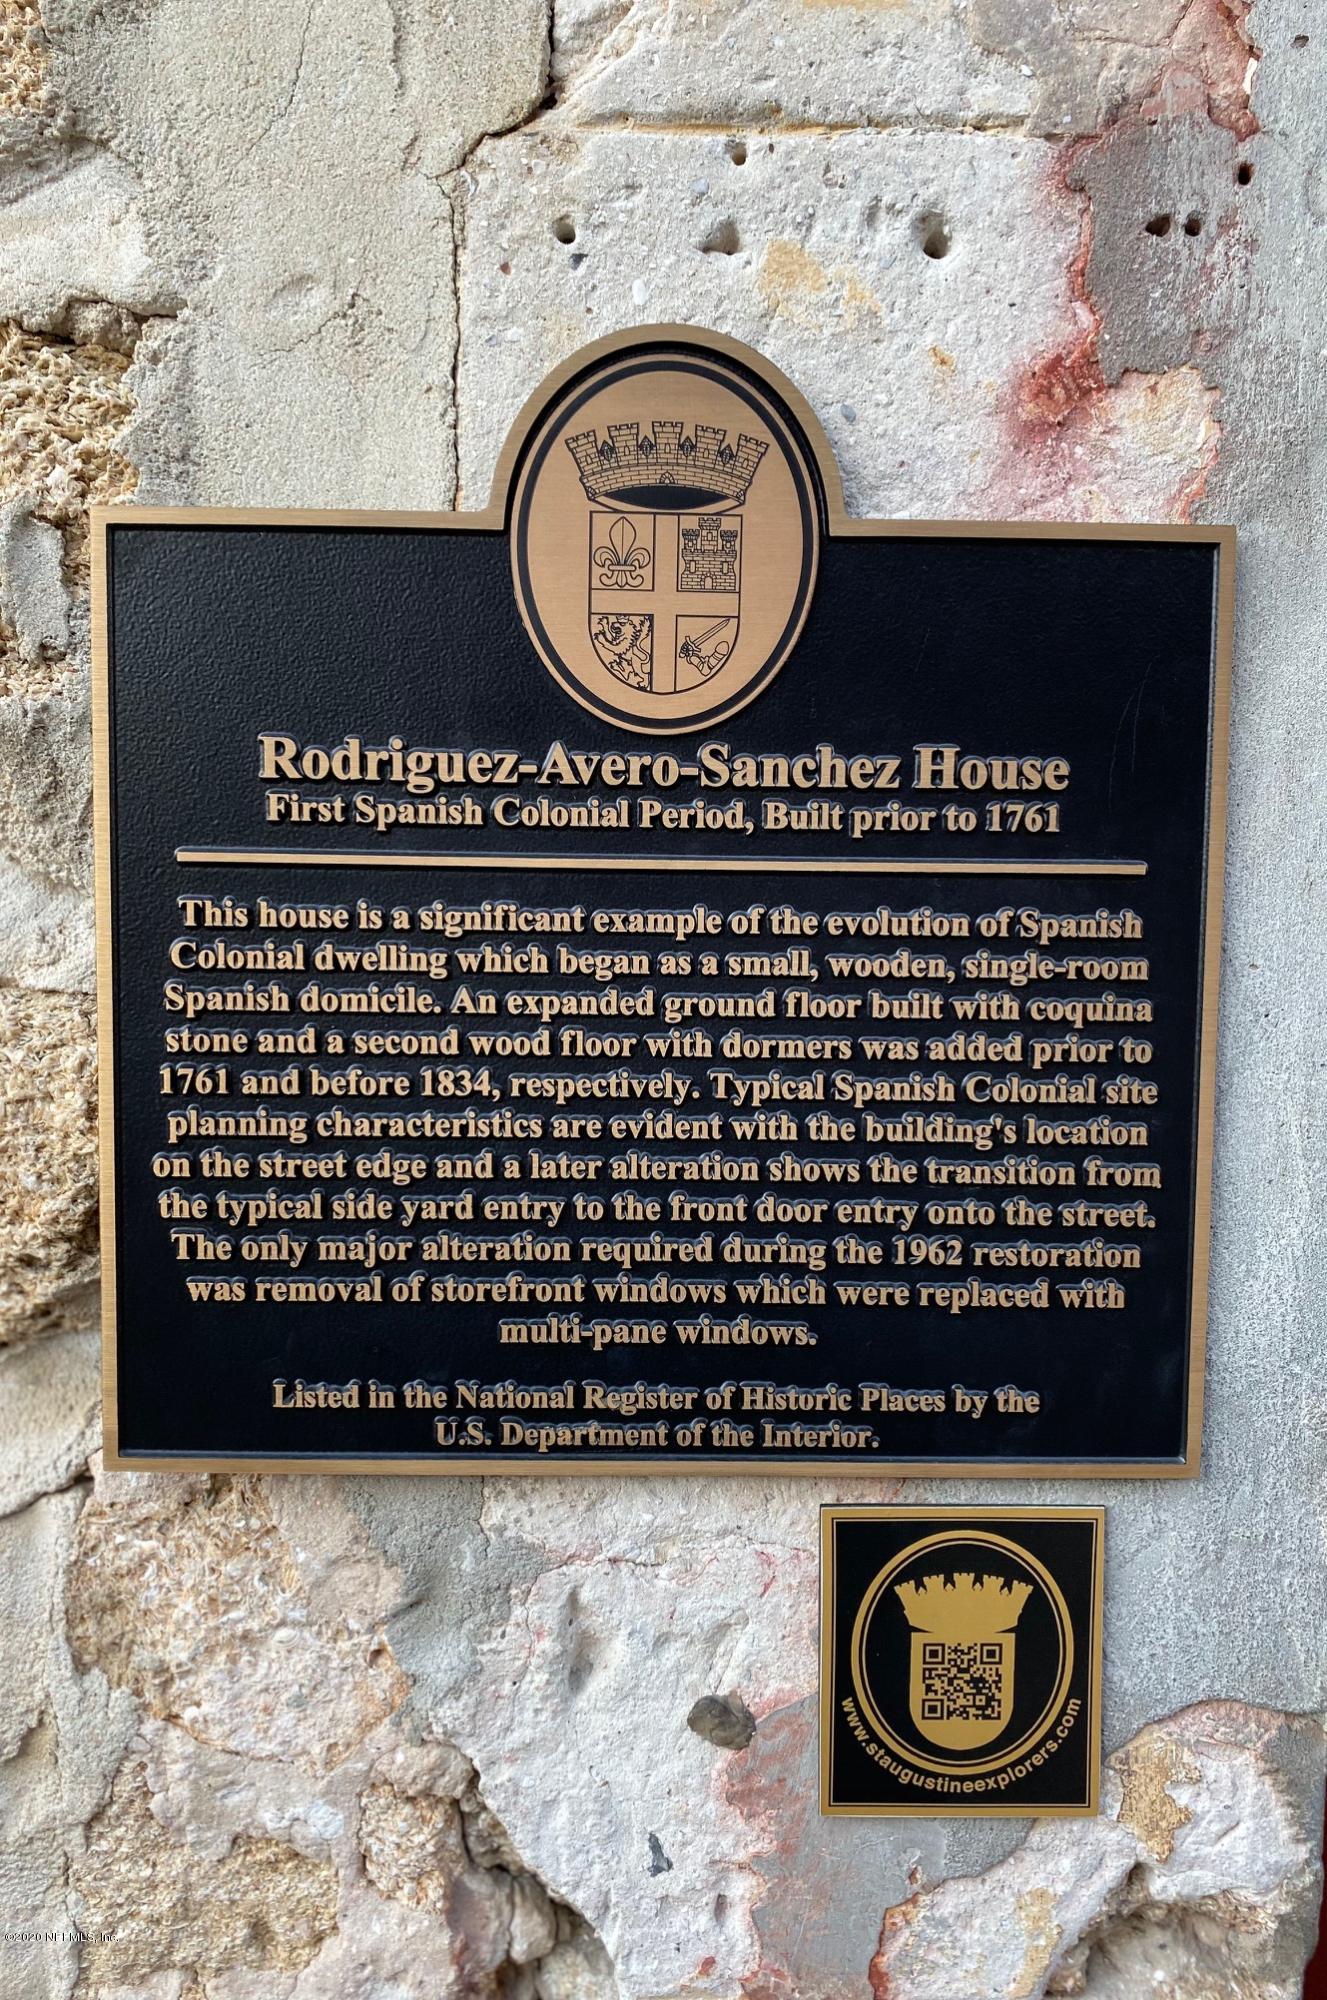 Rodriguez-Avero-Sanchez House
First Spanish Colonial Period, Built prior to 1761
This house is a significant example of the evolution of Spanish
Colonial dwelling which began as a small, wooden, single-room
Spanish domicile. An expanded ground floor built with coquina
stone and a second wood floor with dormers was added prior to
1761 and before 1834, respectively. Typical Spanish Colonial site
planning characteristics are evident with the building's location
on the street edge and a later alteration shows the transition from
the typical side yard entry to the front door entry onto the street.
The only major alteration required during the 1962 restoration
was removal of storefront windows which were replaced with
multi-pane windows.
Listed in the National Register of Historic Places by the
U.S. Department of the Interior.
www.staugustineexplorers.com
©2020 NEFMLS, Inc.